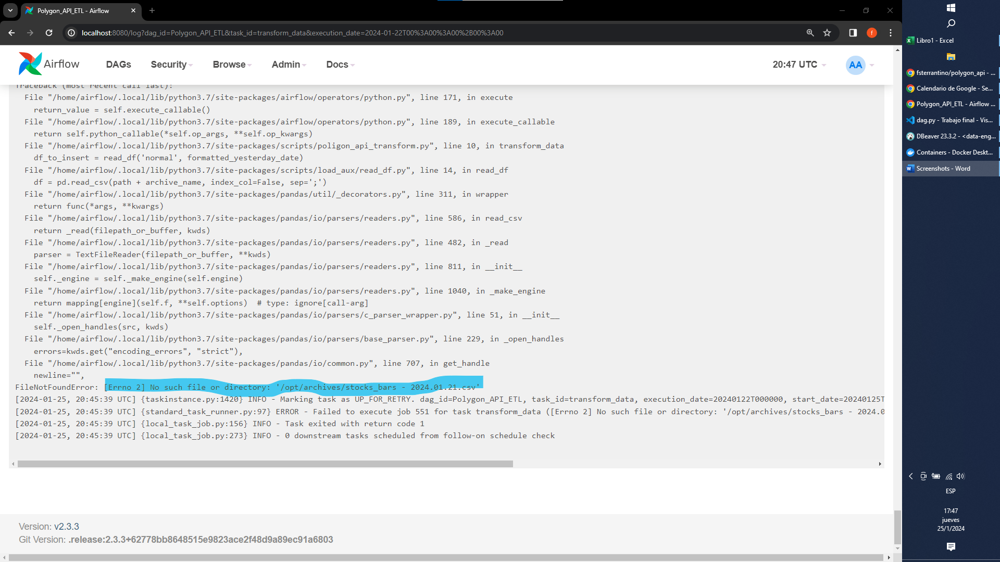 Polygon_API_ETL - Airflow
localhost:8080/log?dag_id=Polygon_API_ETL&task_id=transform_data&execution_date=2024-01-22T00%3A00%3A00%2B00%3A00
f
Airflow
DAGs
Security
Browse
Admin
Docs
20:47 UTC
AA
Traceback (most recent call last):
File "/home/airflow/.local/lib/python3.7/site-packages/airflow/operators/python.py", line 171, in execute
return_value = self.execute_callable()
File "/home/airflow/.local/lib/python3.7/site-packages/airflow/operators/python.py", line 189, in execute_callable
return self.python_callable(*self.op_args, **self.op_kwargs)
File "/home/airflow/.local/lib/python3.7/site-packages/scripts/poligon_api_transform.py", line 10, in transform_data
df_to_insert = read_df('normal', formatted_yesterday_date)
File "/home/airflow/.local/lib/python3.7/site-packages/scripts/load_aux/read_df.py", line 14, in read_df
df = pd.read_csv(path + archive_name, index_col=False, sep=';')
File "/home/airflow/.local/lib/python3.7/site-packages/pandas/util/_decorators.py", line 311, in wrapper
return func(*args, **kwargs)
File "/home/airflow/.local/lib/python3.7/site-packages/pandas/io/parsers/readers.py", line 586, in read_csv
return _read(filepath_or_buffer, kwds)
File "/home/airflow/.local/lib/python3.7/site-packages/pandas/io/parsers/readers.py", line 482, in _read
parser = TextFileReader(filepath_or_buffer, **kwds)
File "/home/airflow/.local/lib/python3.7/site-packages/pandas/io/parsers/readers.py", line 811, in __init__
self._engine = self._make_engine(self.engine)
File "/home/airflow/.local/lib/python3.7/site-packages/pandas/io/parsers/readers.py", line 1040, in _make_engine
return mapping[engine](self.f, **self.options)  # type: ignore[call-arg]
File "/home/airflow/.local/lib/python3.7/site-packages/pandas/io/parsers/c_parser_wrapper.py", line 51, in __init__
self._open_handles(src, kwds)
File "/home/airflow/.local/lib/python3.7/site-packages/pandas/io/parsers/base_parser.py", line 229, in _open_handles
errors=kwds.get("encoding_errors", "strict"),
File "/home/airflow/.local/lib/python3.7/site-packages/pandas/io/common.py", line 707, in get_handle
newline="",
FileNotFoundError: [Errno 2] No such file or directory: '/opt/archives/stocks_bars - 2024.01.21.csv'
[2024-01-25, 20:45:39 UTC] {taskinstance.py:1420} INFO - Marking task as UP_FOR_RETRY. dag_id=Polygon_API_ETL, task_id=transform_data, execution_date=20240122T000000, start_date=20240125T
[2024-01-25, 20:45:39 UTC] {standard_task_runner.py:97} ERROR - Failed to execute job 551 for task transform_data ([Errno 2] No such file or directory: '/opt/archives/stocks_bars - 2024.0
[2024-01-25, 20:45:39 UTC] {local_task_job.py:156} INFO - Task exited with return code 1
[2024-01-25, 20:45:39 UTC] {local_task_job.py:273} INFO - 0 downstream tasks scheduled from follow-on schedule check
Version: v2.3.3
Git Version: .release:2.3.3+62778bb8648515e9823ace2f48d9a89ec91a6803
Libro1 - Excel
fsterrantino/polygon_api - ...
Calendario de Google - Se...
Polygon_API_ETL - Airflow ...
dag.py - Trabajo final - Vis...
DBeaver 23.3.2 - <data-eng...
Containers - Docker Deskt...
Screenshots - Word
ESP
17:47
jueves
25/1/2024